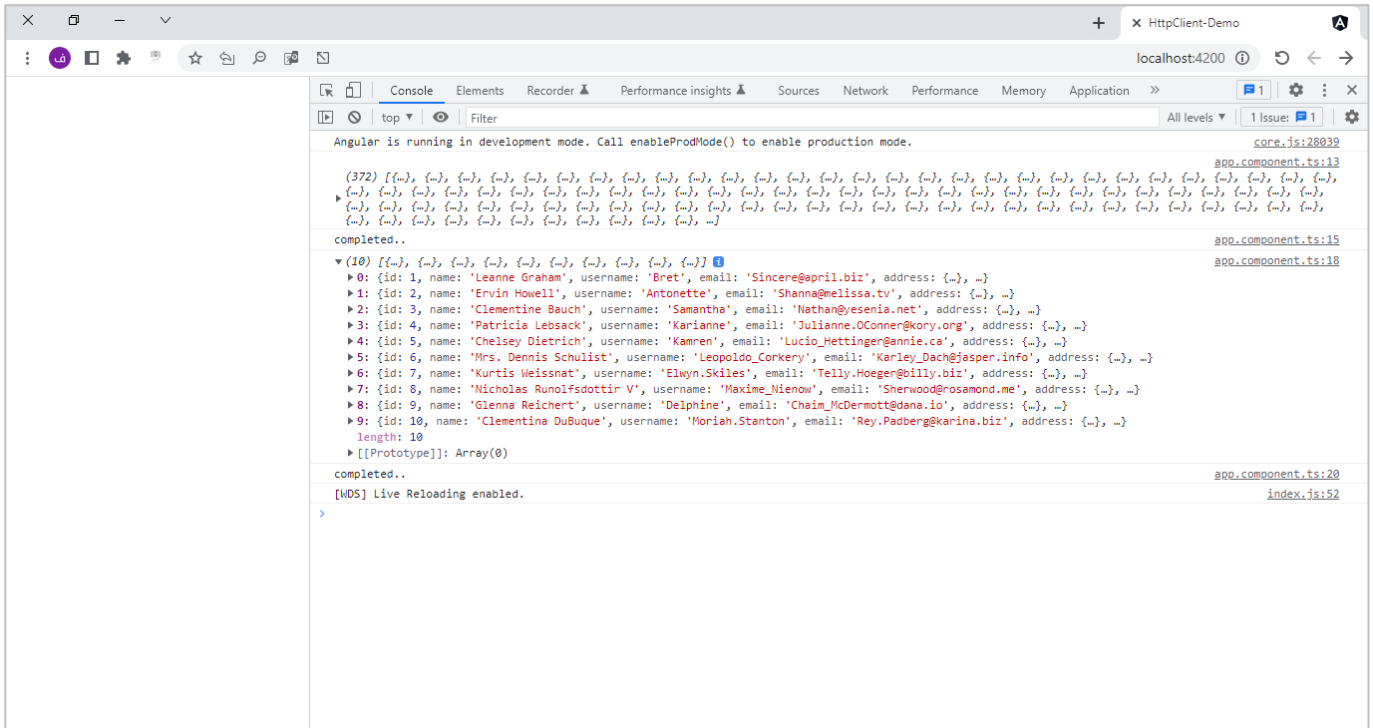 HttpClient-Demo
ف
localhost:4200
Console Elements Recorder Performance insights Sources Network Performance Memory Application » 1
top Filter All levels 1 Issue: 1
Angular is running in development mode. Call enableProdMode() to enable production mode. core.js:28039
app.component.ts:13
(372) [{…}, {…}, {…}, {…}, {…}, {…}, {…}, {…}, {…}, {…}, {…}, {…}, {…}, {…}, {…}, {…}, {…}, {…}, {…}, {…}, {…}, {…}, {…}, {…}, {…}, {…}, {…}, {…}, {…},
{…}, {…}, {…}, {…}, {…}, {…}, {…}, {…}, {…}, {…}, {…}, {…}, {…}, {…}, {…}, {…}, {…}, {…}, {…}, {…}, {…}, {…}, {…}, {…}, {…}, {…}, {…}, {…}, {…}, {…},
{…}, {…}, {…}, {…}, {…}, {…}, {…}, {…}, {…}, {…}, {…}, {…}, {…}, {…}, {…}, {…}, {…}, {…}, {…}, {…}, {…}, {…}, {…}, {…}, {…}, {…}, {…}, {…}, {…}, {…},
{…}, {…}, {…}, {…}, {…}, {…}, {…}, {…}, {…}, {…}, {…}, …]
completed.. app.component.ts:15
(10) [{…}, {…}, {…}, {…}, {…}, {…}, {…}, {…}, {…}, {…}] app.component.ts:18
0: {id: 1, name: 'Leanne Graham', username: 'Bret', email: 'Sincere@april.biz', address: {…}, …}
1: {id: 2, name: 'Ervin Howell', username: 'Antonette', email: 'Shanna@melissa.tv', address: {…}, …}
2: {id: 3, name: 'Clementine Bauch', username: 'Samantha', email: 'Nathan@yesenia.net', address: {…}, …}
3: {id: 4, name: 'Patricia Lebsack', username: 'Karianne', email: 'Julianne.OConner@kory.org', address: {…}, …}
4: {id: 5, name: 'Chelsey Dietrich', username: 'Kamren', email: 'Lucio_Hettinger@annie.ca', address: {…}, …}
5: {id: 6, name: 'Mrs. Dennis Schulist', username: 'Leopoldo_Corkery', email: 'Karley_Dach@jasper.info', address: {…}, …}
6: {id: 7, name: 'Kurtis Weissnat', username: 'Elwyn.Skiles', email: 'Telly.Hoeger@billy.biz', address: {…}, …}
7: {id: 8, name: 'Nicholas Runolfsdottir V', username: 'Maxime_Nienow', email: 'Sherwood@rosamond.me', address: {…}, …}
8: {id: 9, name: 'Glenna Reichert', username: 'Delphine', email: 'Chaim_McDermott@dana.io', address: {…}, …}
9: {id: 10, name: 'Clementina DuBuque', username: 'Moriah.Stanton', email: 'Rey.Padberg@karina.biz', address: {…}, …}
length: 10
[[Prototype]]: Array(0)
completed.. app.component.ts:20
[WDS] Live Reloading enabled. index.js:52